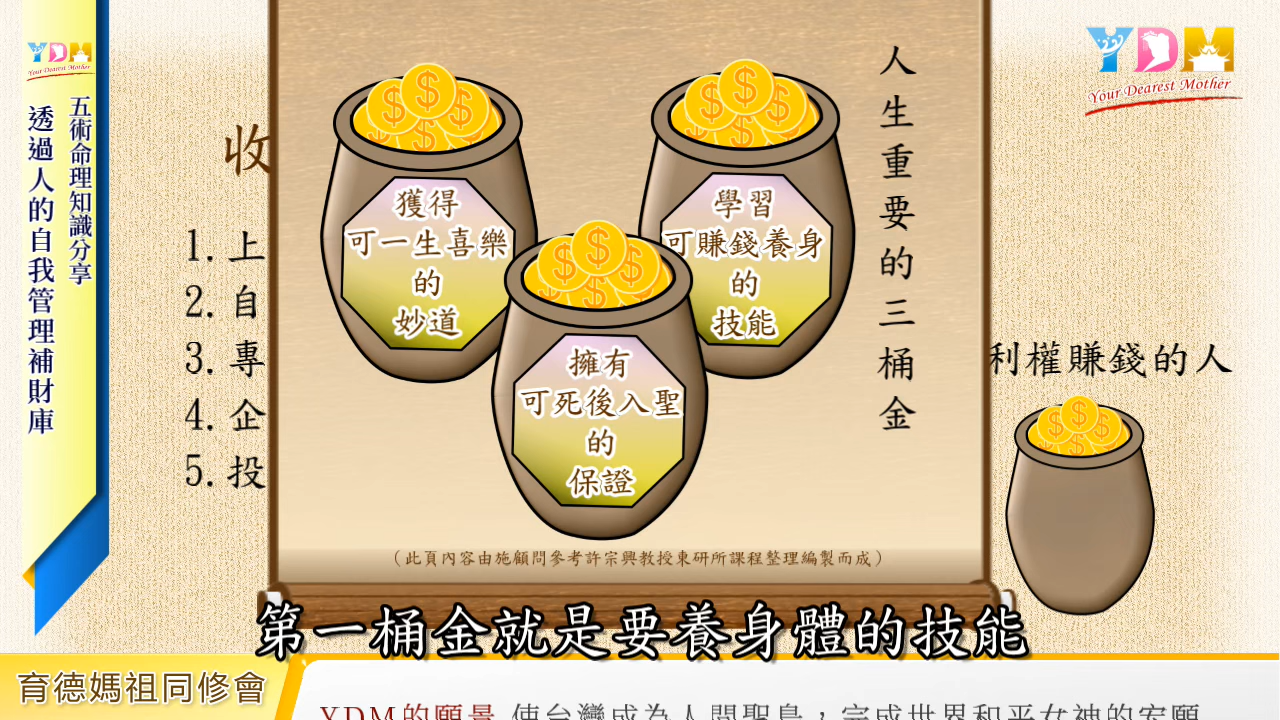 YDM
Your Dearest Mother
五術命理知識分享
透過人的自我管理補財庫
YDM
Your Dearest Mother
收
1. 上
2. 自
3. 專
4. 企
5. 投
利權賺錢的人
人生重要的三桶金
學習
可賺錢養身
的
技能
獲得
可一生喜樂
的
妙道
擁有
可死後入聖
的
保證
（此頁內容由施顧問參考許宗興教授東研所課程整理編製而成）
第一桶金就是要養身體的技能
育德媽祖同修會
YDM的願景 使台灣成為人間聖島，完成世界和平女神的宏願